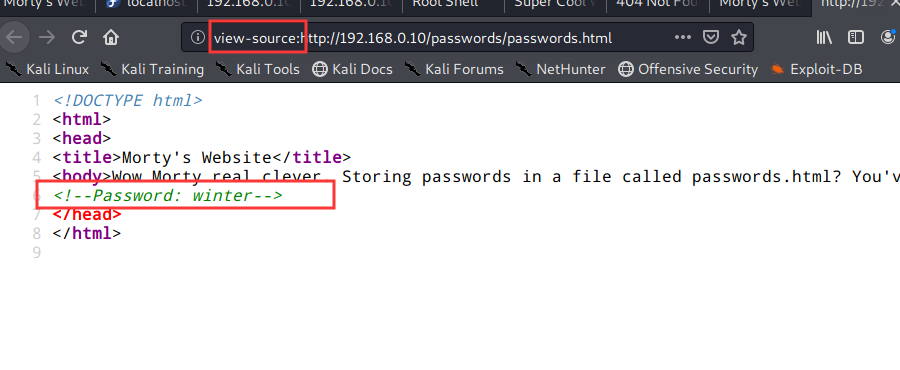 Morty's Web localhost 192.168.0.10 192.168.0.10 Root Shell Super Cool 404 Not Fou Morty's Web http://192
view-source:http://192.168.0.10/passwords/passwords.html
Kali Linux Kali Training Kali Tools Kali Docs Kali Forums NetHunter Offensive Security Exploit-DB
1 <!DOCTYPE html>
2 <html>
3 <head>
4 <title>Morty's Website</title>
5 <body>Wow Morty real clever. Storing passwords in a file called passwords.html? You'v
6 <!--Password: winter-->
7 </head>
8 </html>
9